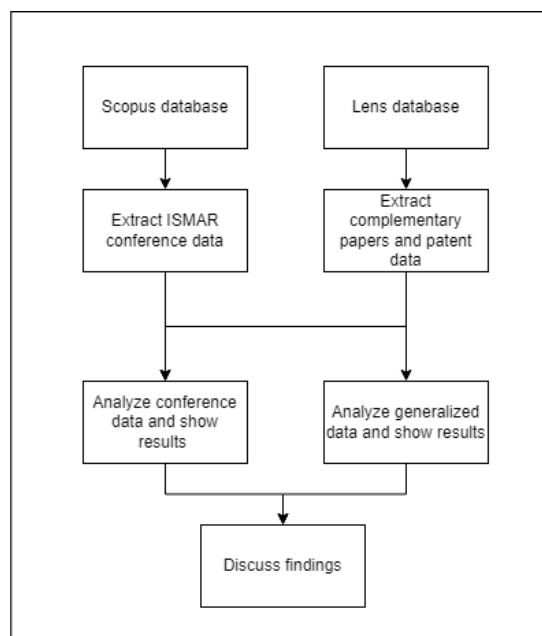 Scopus database
Lens database
Extract ISMAR
conference data
Extract
complementary
papers and patent
data
Analyze conference
data and show
results
Analyze generalized
data and show results
Discuss findings